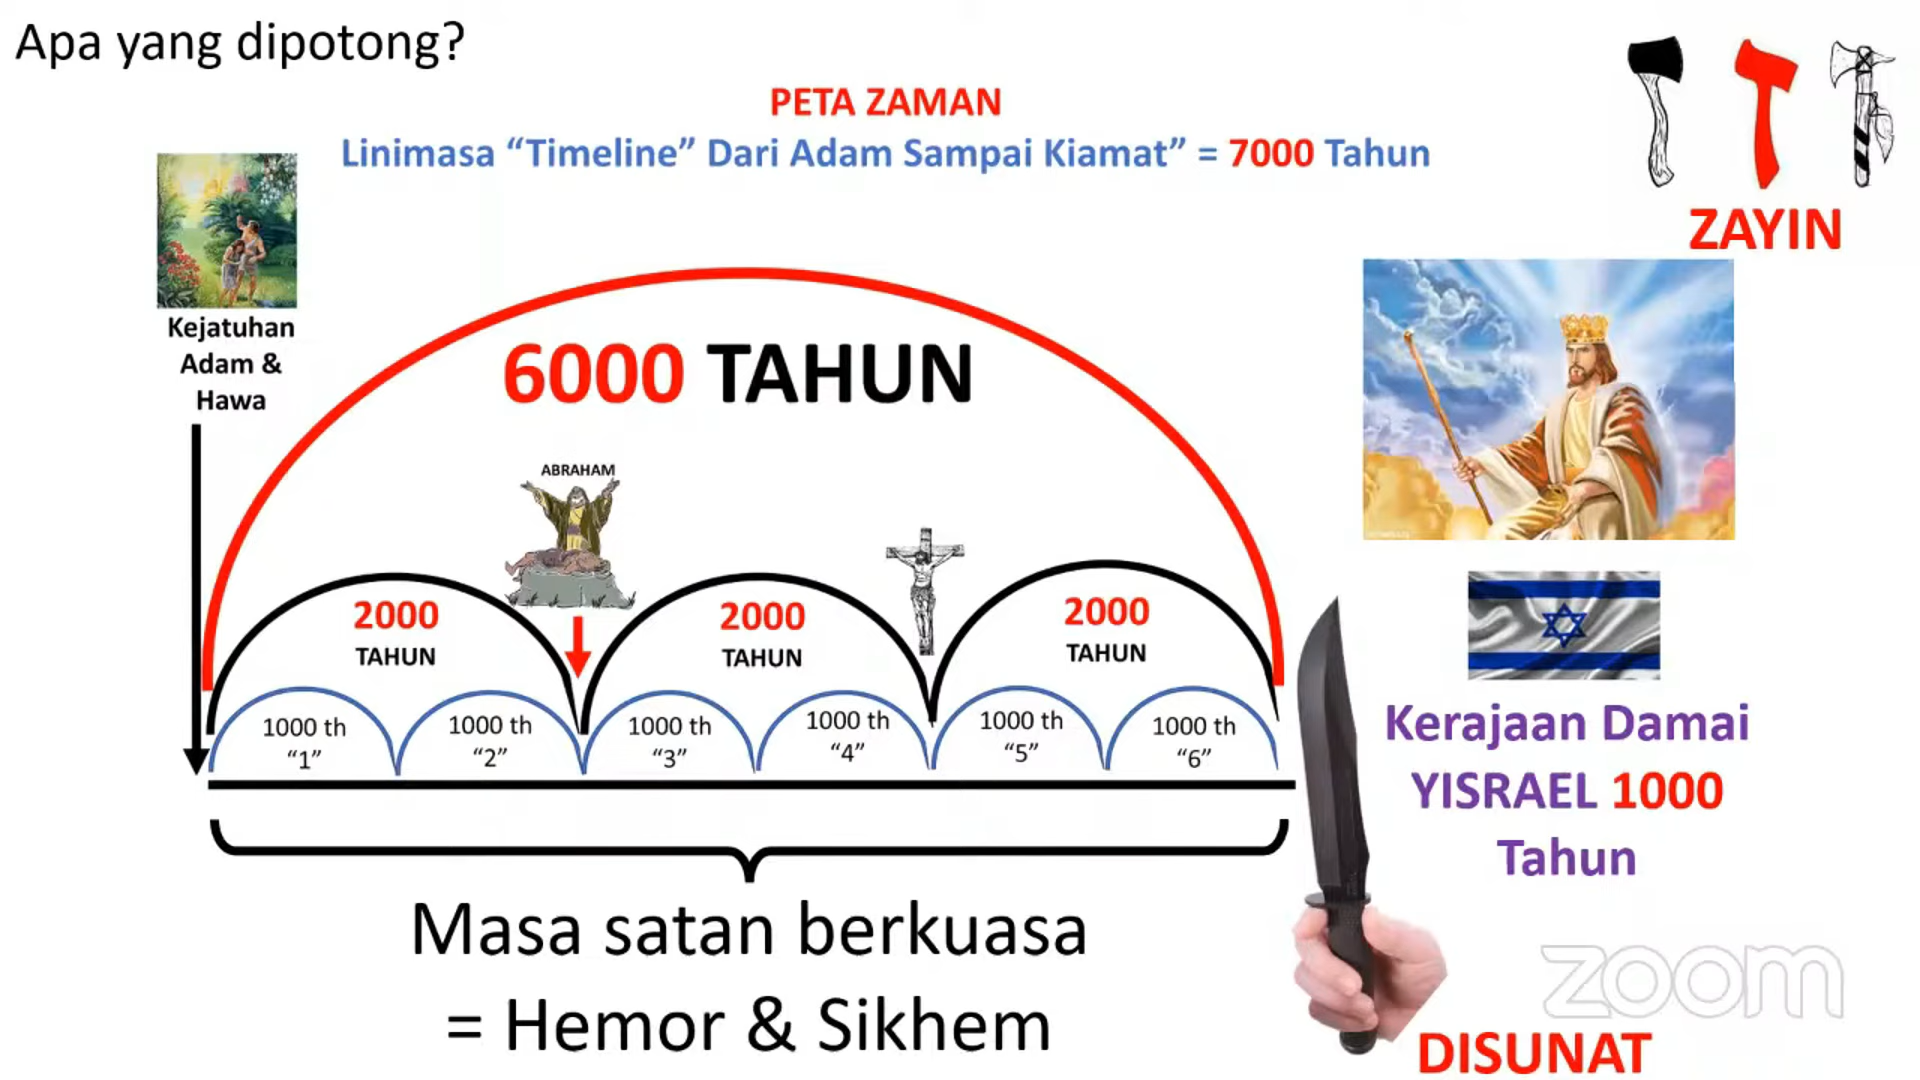 Apa yang dipotong?
PETA ZAMAN
Linimasa “Timeline” Dari Adam Sampai Kiamat” = 7000 Tahun
ZAYIN
Kejatuhan
Adam &
Hawa
6000 TAHUN
ABRAHAM
2000
TAHUN
2000
TAHUN
2000
TAHUN
1000 th
“1”
1000 th
“2”
1000 th
“3”
1000 th
“4”
1000 th
“5”
1000 th
“6”
Kerajaan Damai
YISRAEL 1000
Tahun
Masa satan berkuasa
= Hemor & Sikhem
zoom
DISUNAT